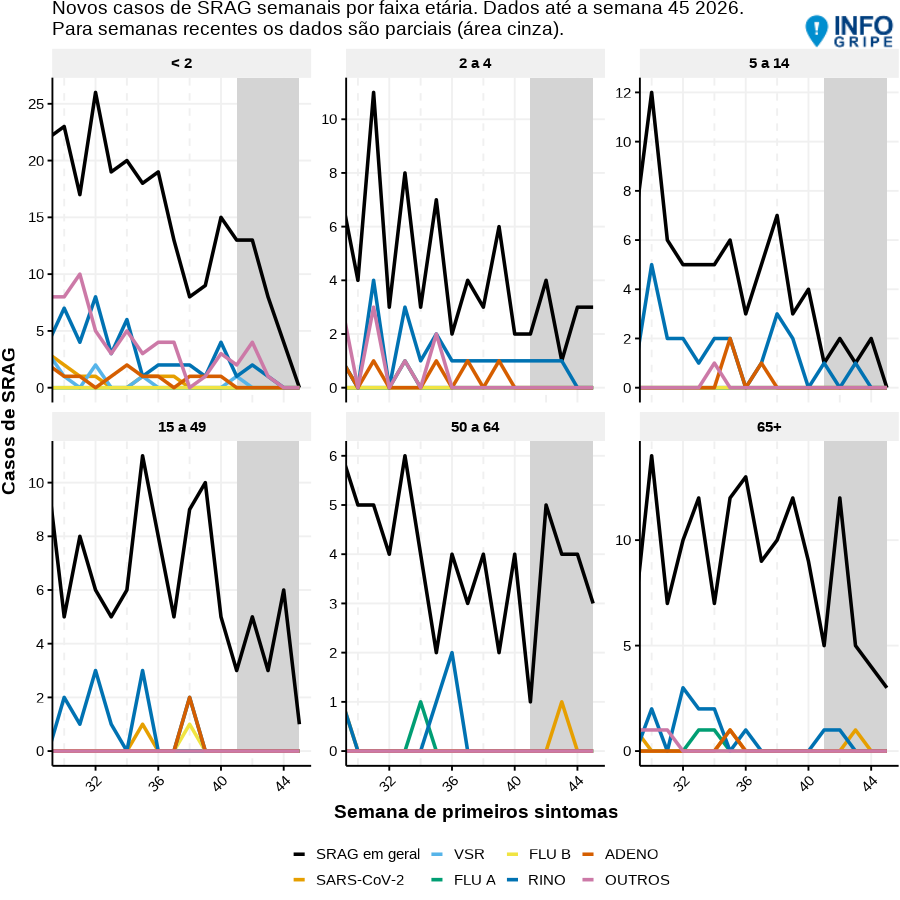 Novos casos de SRAG semanais por faixa etária. Dados até a semana 45 2026.
Para semanas recentes os dados são parciais (área cinza).
INFO
GRIPE
< 2
2 a 4
5 a 14
25
20
15
10
5
0
10
8
6
4
2
0
12
10
8
6
4
2
0
Casos de SRAG
15 a 49
50 a 64
65+
10
8
6
4
2
0
6
5
4
3
2
1
0
10
5
0
32 36 40 44
32 36 40 44
32 36 40 44
Semana de primeiros sintomas
SRAG em geral VSR FLU B ADENO
SARS-CoV-2 FLU A RINO OUTROS